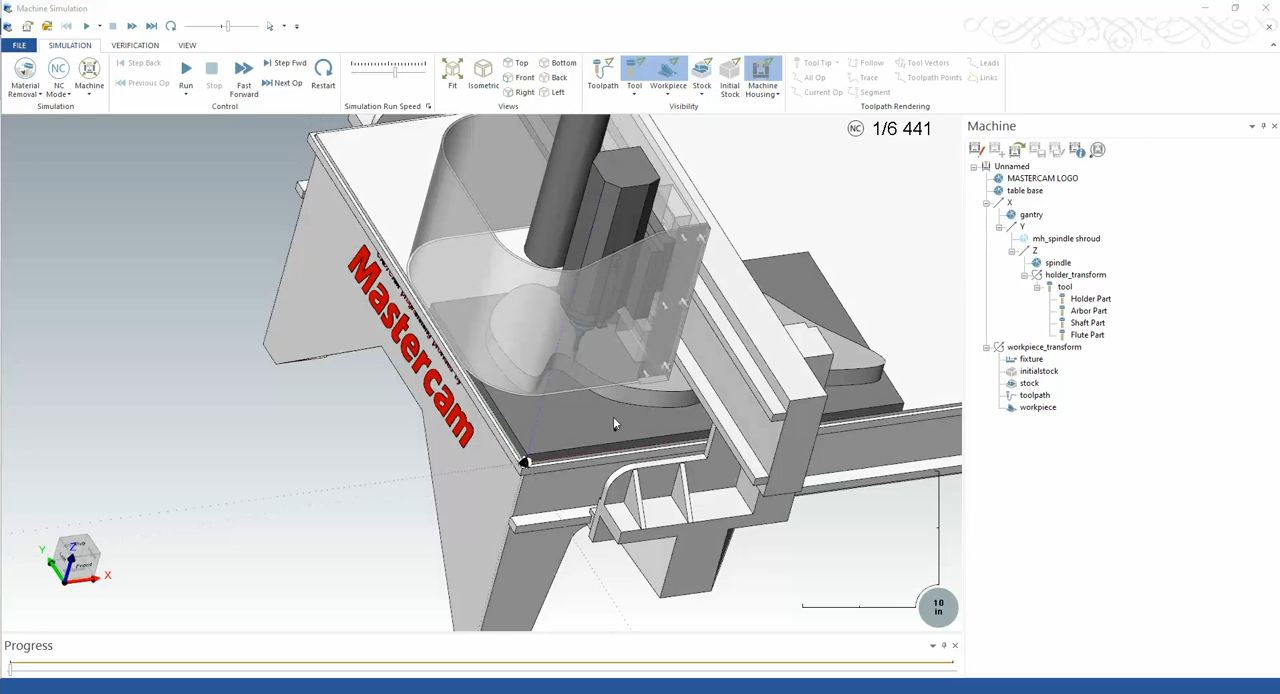 Machine Simulation
FILE SIMULATION VERIFICATION VIEW
Material Removal NC Mode Machine
Simulation
Step Back Previous Op Run Stop Fast Forward Step Fwd Next Op Restart
Control
Simulation Run Speed
Fit Isometric Top Front Right Bottom Back Left
Views
Toolpath Tool Workpiece Stock Initial Stock Machine Housing
Visibility
Tool Tip All Op Current Op Follow Trace Segment Tool Vectors Toolpath Points Leads Links
Toolpath Rendering
NC 1/6 441
Machine
Unnamed
MASTERCAM LOGO
table base
X
gantry
Y
mh_spindle shroud
Z
spindle
holder_transform
tool
Holder Part
Arbor Part
Shaft Part
Flute Part
workpiece_transform
fixture
initialstock
stock
toolpath
workpiece
Mastercam
Y Z X
Front
10 in
Progress